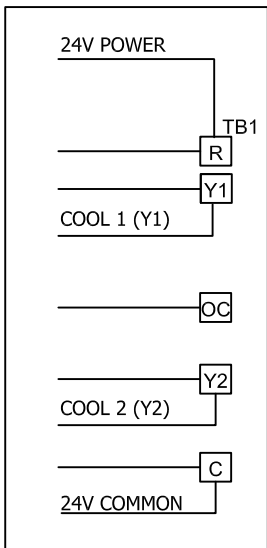 24V POWER
TB1
R
Y1
COOL 1 (Y1)
OC
Y2
COOL 2 (Y2)
C
24V COMMON